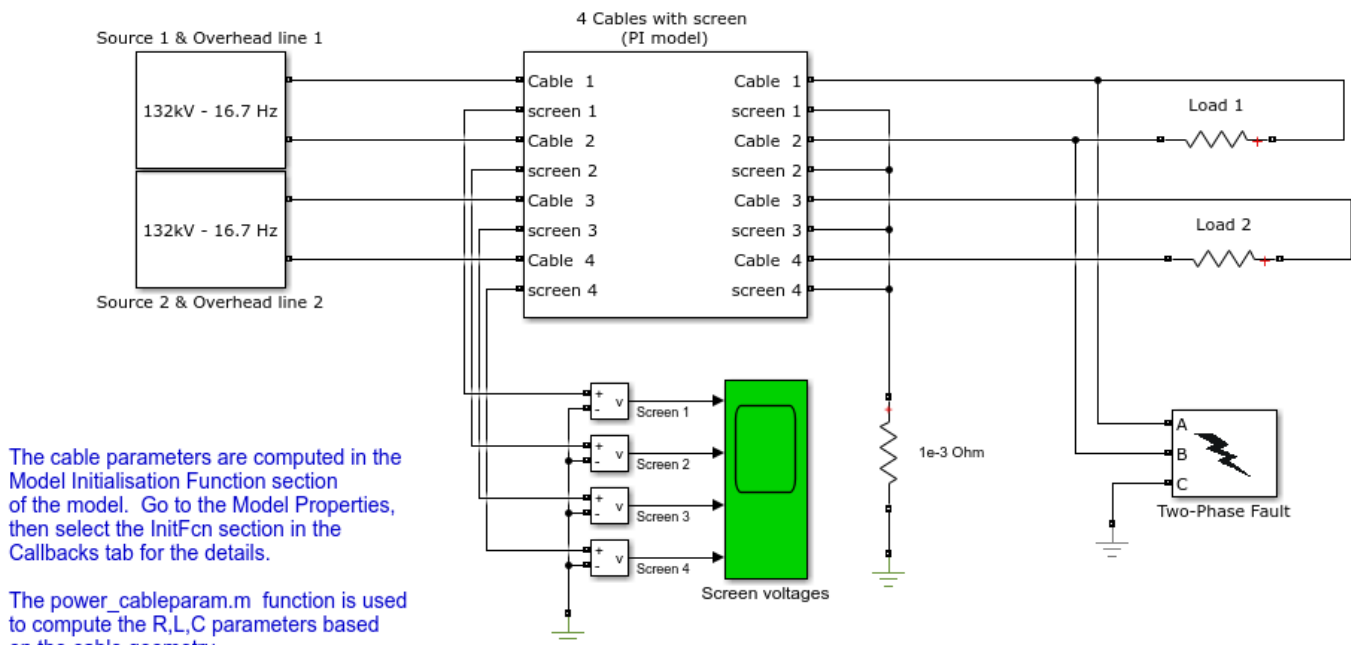 4 Cables with screen
(PI model)
Source 1 & Overhead line 1
132kV - 16.7 Hz
132kV - 16.7 Hz
Source 2 & Overhead line 2
Cable 1
screen 1
Cable 2
screen 2
Cable 3
screen 3
Cable 4
screen 4
Cable 1
screen 1
Cable 2
screen 2
Cable 3
screen 3
Cable 4
screen 4
Load 1
Load 2
+
-
v
Screen 1
+
-
v
Screen 2
+
-
v
Screen 3
+
-
v
Screen 4
Screen voltages
+
1e-3 Ohm
+
+
A
B
C
Two-Phase Fault
The cable parameters are computed in the
Model Initialisation Function section
of the model. Go to the Model Properties,
then select the InitFcn section in the
Callbacks tab for the details.
The power_cableparam.m function is used
to compute the R,L,C parameters based
on the cable geometry